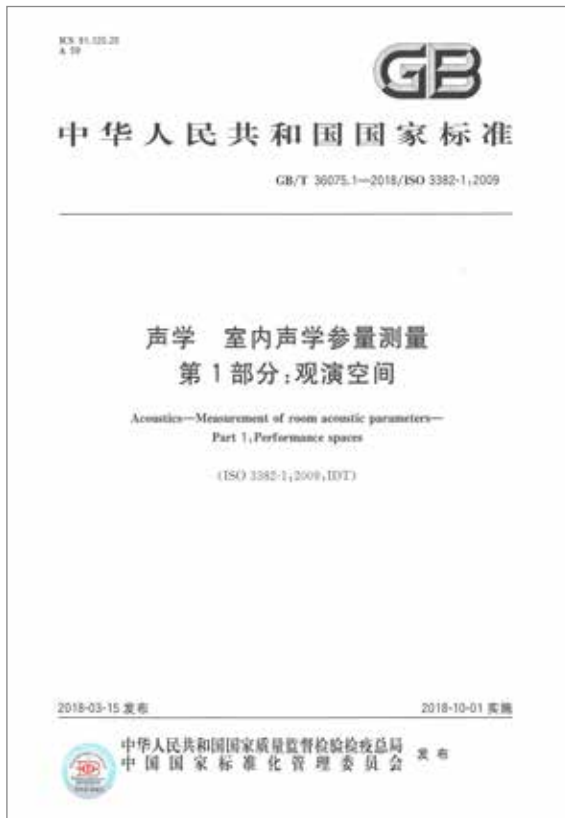 ICS 91.120.20
A 59
GB
中华人民共和国国家标准
GB/T 36075.1—2018/ISO 3382-1:2009
声学 室内声学参量测量
第1部分:观演空间
Acoustics—Measurement of room acoustic parameters—
Part 1:Performance spaces
(ISO 3382-1:2009,IDT)
2018-03-15 发布
2018-10-01 实施
中华人民共和国国家质量监督检验检疫总局
中国国家标准化管理委员会
发布